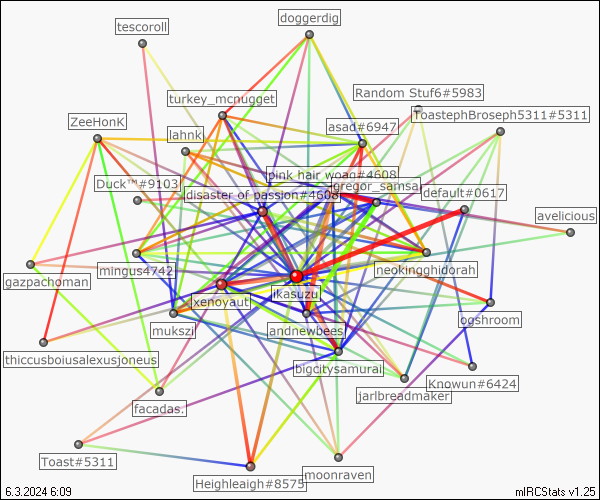 doggerdig
tescoroll
Random Stuf6#5983
turkey_mcnugget
ToastephBroseph5311#5311
ZeeHonK
asad#6947
lahnk
pink hair woag#4608
Duck™#9103
gregor_samsa
disaster of passion#4608
default#0617
avelicious
mingus4742
neokingghidorah
gazpachoman
ikasuzu
xenoyaut
ogshroom
mukszi
andnewbees
thiccusboiusalexusjoneus
bigcitysamurai
Knowun#6424
jarlbreadmaker
facadas.
Toast#5311
moonraven
Heighleaigh#8575
6.3.2024 6:09
mIRCStats v1.25